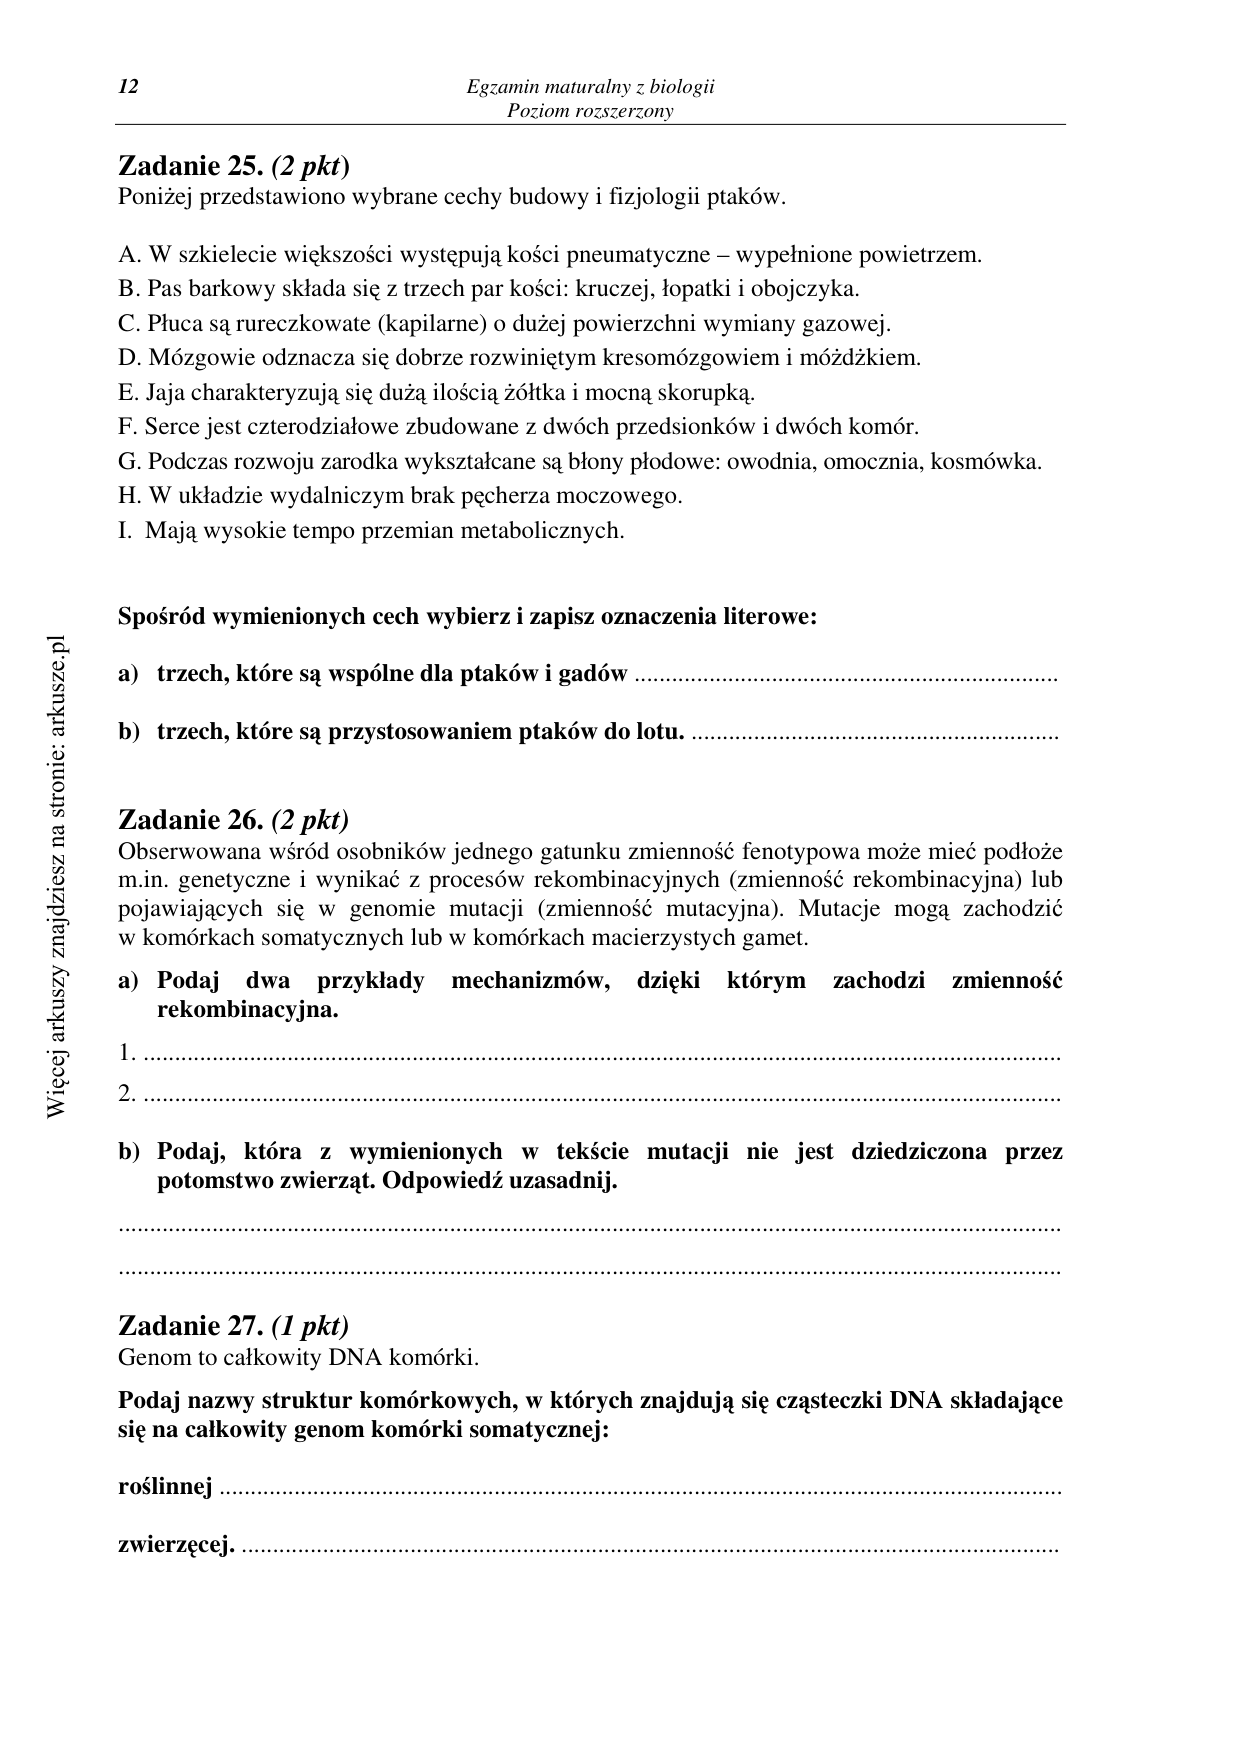 12
Egzamin maturalny z biologii
Poziom rozszerzony
Zadanie 25. (2 pkt)
Poniżej przedstawiono wybrane cechy budowy i fizjologii ptaków.
A. W szkielecie większości występują kości pneumatyczne – wypełnione powietrzem.
B. Pas barkowy składa się z trzech par kości: kruczej, łopatki i obojczyka.
C. Płuca są rureczkowate (kapilarne) o dużej powierzchni wymiany gazowej.
D. Mózgowie odznacza się dobrze rozwiniętym kresomózgowiem i móżdżkiem.
E. Jaja charakteryzują się dużą ilością żółtka i mocną skorupką.
F. Serce jest czterodziałowe zbudowane z dwóch przedsionków i dwóch komór.
G. Podczas rozwoju zarodka wykształcane są błony płodowe: owodnia, omocznia, kosmówka.
H. W układzie wydalniczym brak pęcherza moczowego.
I. Mają wysokie tempo przemian metabolicznych.
Spośród wymienionych cech wybierz i zapisz oznaczenia literowe:
a) trzech, które są wspólne dla ptaków i gadów ....................................................................
b) trzech, które są przystosowaniem ptaków do lotu. ...........................................................
Zadanie 26. (2 pkt)
Obserwowana wśród osobników jednego gatunku zmienność fenotypowa może mieć podłoże
m.in. genetyczne i wynikać z procesów rekombinacyjnych (zmienność rekombinacyjna) lub
pojawiających się w genomie mutacji (zmienność mutacyjna). Mutacje mogą zachodzić
w komórkach somatycznych lub w komórkach macierzystych gamet.
a) Podaj dwa przykłady mechanizmów, dzięki którym zachodzi zmienność
rekombinacyjna.
1. ....................................................................................................................................................
2. ....................................................................................................................................................
b) Podaj, która z wymienionych w tekście mutacji nie jest dziedziczona przez
potomstwo zwierząt. Odpowiedź uzasadnij.
........................................................................................................................................................
........................................................................................................................................................
Zadanie 27. (1 pkt)
Genom to całkowity DNA komórki.
Podaj nazwy struktur komórkowych, w których znajdują się cząsteczki DNA składające
się na całkowity genom komórki somatycznej:
roślinnej ........................................................................................................................................
zwierzęcej. ....................................................................................................................................
Więcej arkuszy znajdziesz na stronie: arkusze.pl